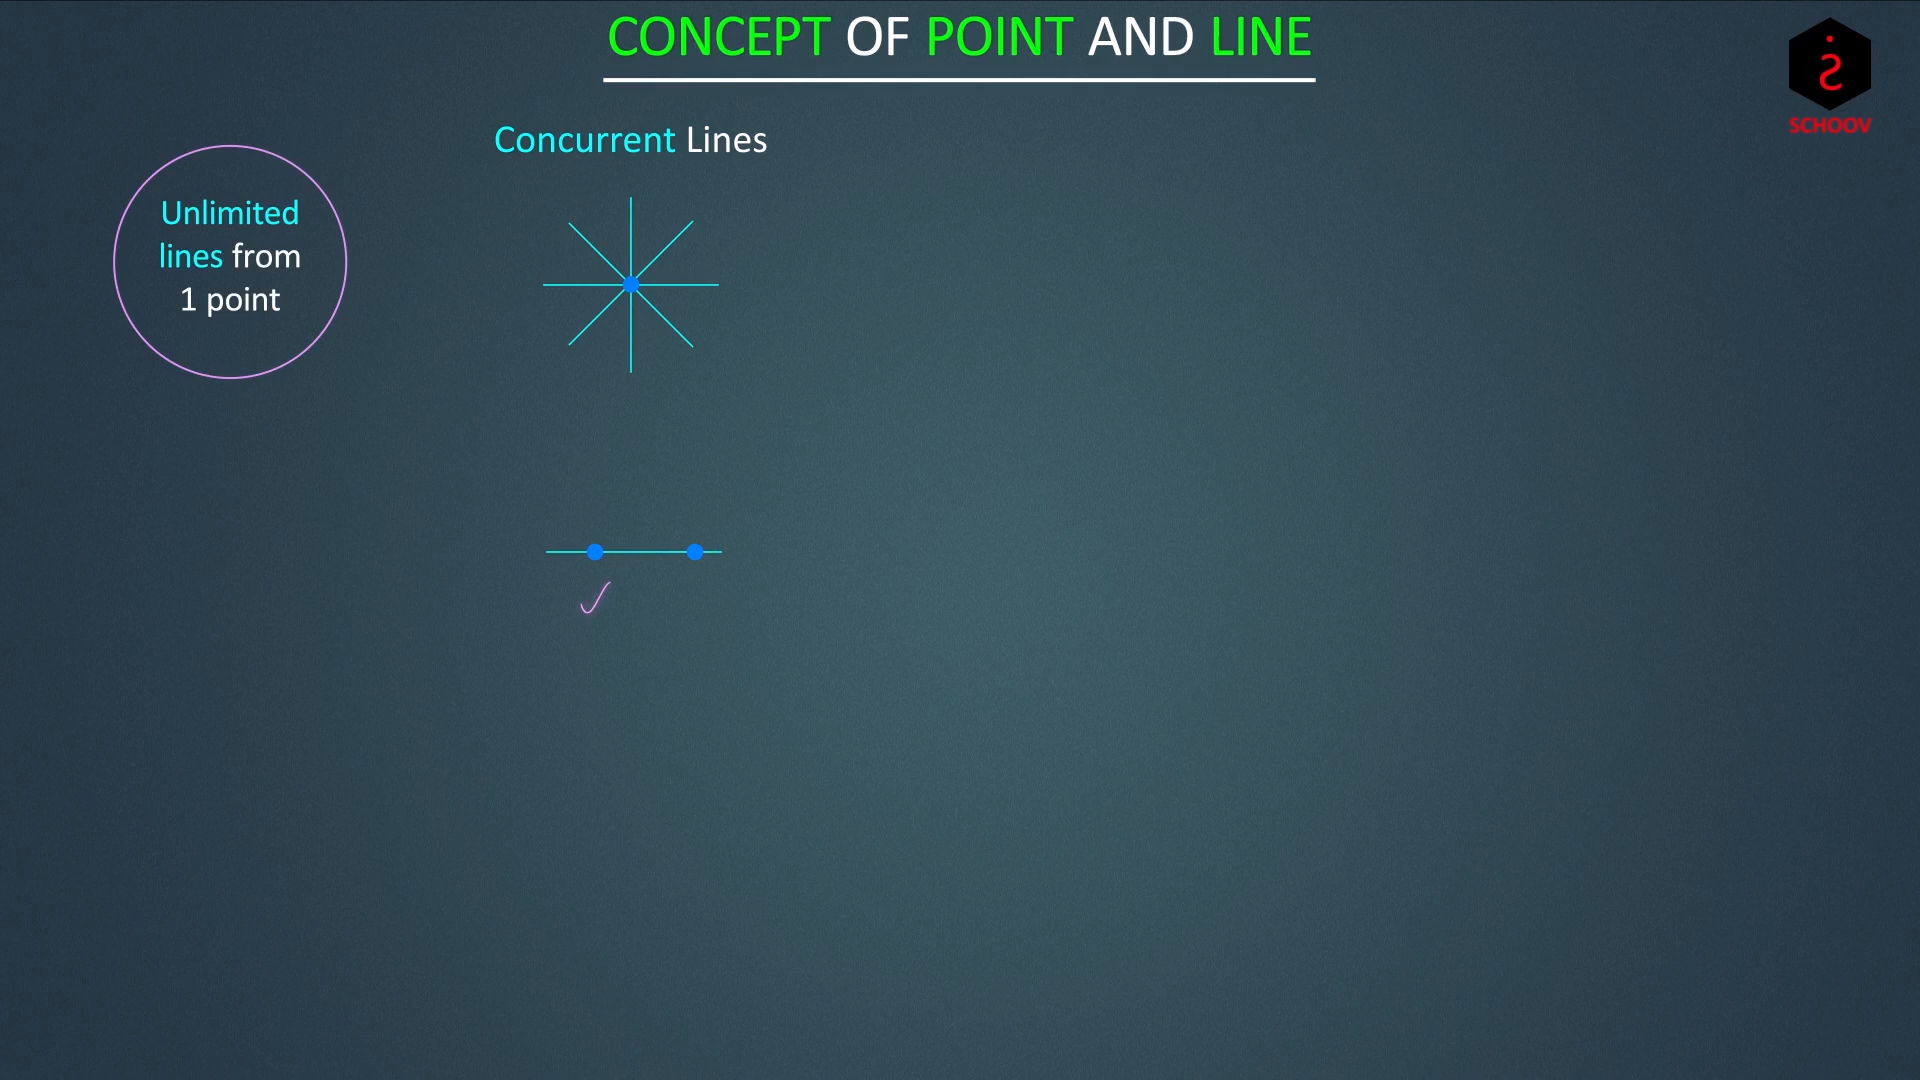 CONCEPT OF POINT AND LINE
SCHOOV
Concurrent Lines
Unlimited
lines from
1 point